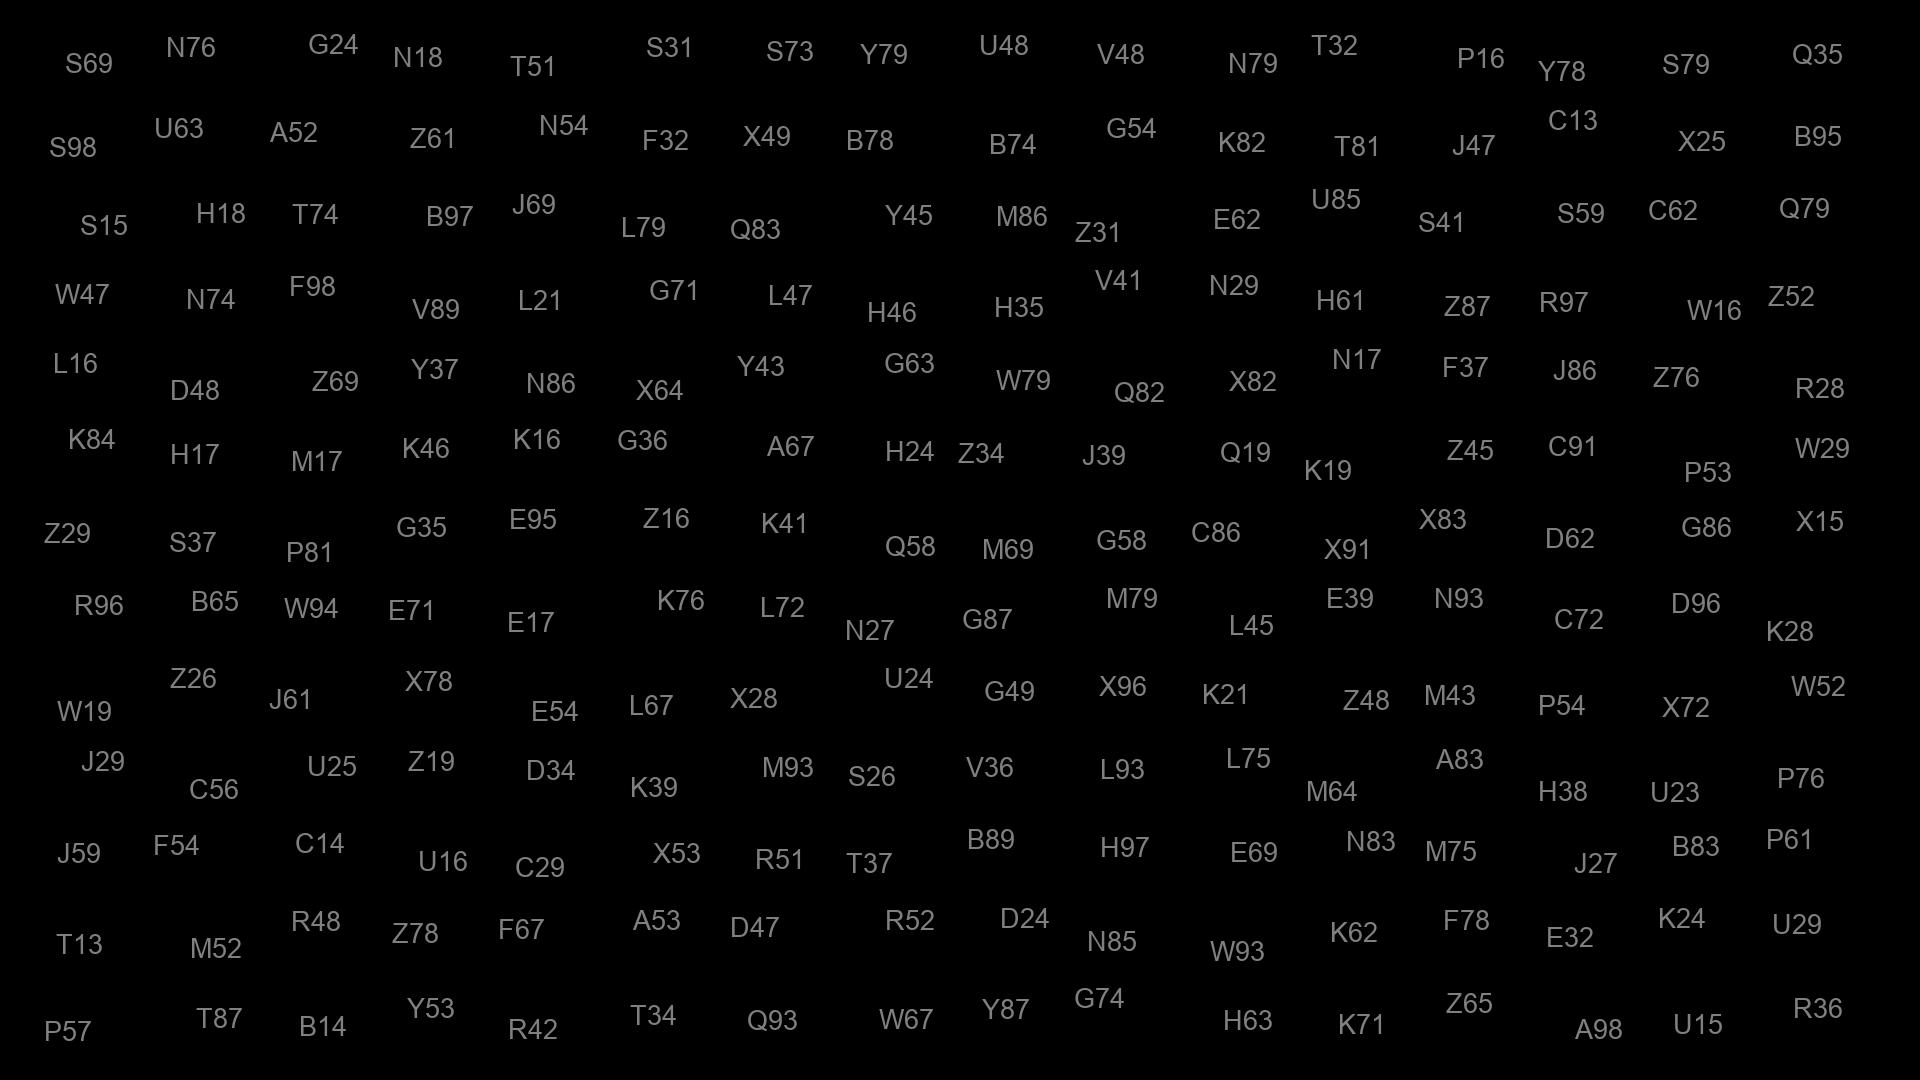 S69 N76 G24 N18 T51 S31 S73 Y79 U48 V48 N79 T32 P16 Y78 S79 Q35
S98 U63 A52 Z61 N54 F32 X49 B78 B74 G54 K82 T81 J47 C13 X25 B95
S15 H18 T74 B97 J69 L79 Q83 Y45 M86 Z31 E62 U85 S41 S59 C62 Q79
W47 N74 F98 V89 L21 G71 L47 H46 H35 V41 N29 H61 Z87 R97 W16 Z52
L16 D48 Z69 Y37 N86 X64 Y43 G63 W79 Q82 X82 N17 F37 J86 Z76 R28
K84 H17 M17 K46 K16 G36 A67 H24 Z34 J39 Q19 K19 Z45 C91 P53 W29
Z29 S37 P81 G35 E95 Z16 K41 Q58 M69 G58 C86 X91 X83 D62 G86 X15
R96 B65 W94 E71 E17 K76 L72 N27 G87 M79 L45 E39 N93 C72 D96 K28
W19 Z26 J61 X78 E54 L67 X28 U24 G49 X96 K21 Z48 M43 P54 X72 W52
J29 C56 U25 Z19 D34 K39 M93 S26 V36 L93 L75 M64 A83 H38 U23 P76
J59 F54 C14 U16 C29 X53 R51 T37 B89 H97 E69 N83 M75 J27 B83 P61
T13 M52 R48 Z78 F67 A53 D47 R52 D24 N85 W93 K62 F78 E32 K24 U29
P57 T87 B14 Y53 R42 T34 Q93 W67 Y87 G74 H63 K71 Z65 A98 U15 R36